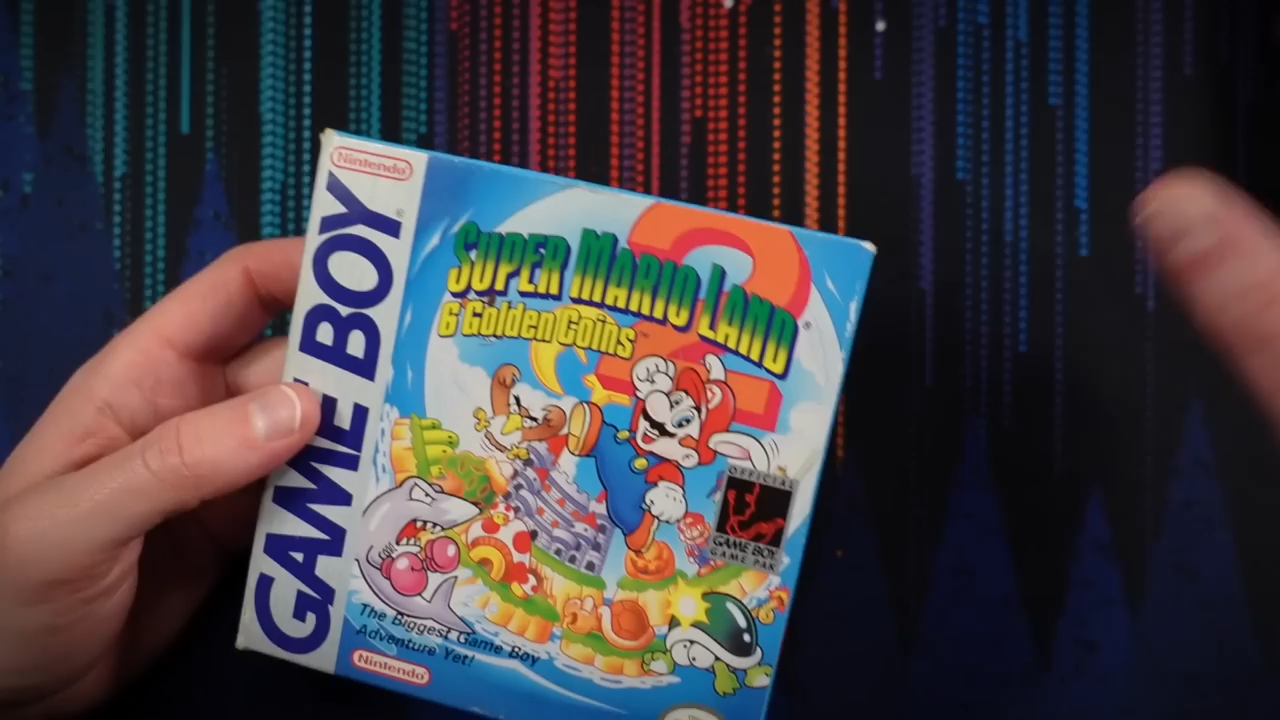 Nintendo®
GAME BOY®
2
SUPER MARIO LAND®
6 Golden Coins™
OFFICIAL
GAME BOY
GAME PAK
The Biggest Game Boy
Adventure Yet!
Nintendo®